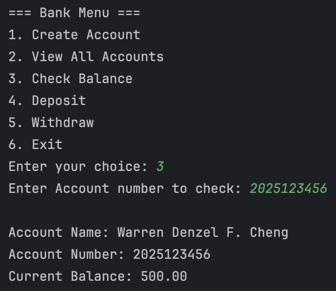 === Bank Menu ===
1. Create Account
2. View All Accounts
3. Check Balance
4. Deposit
5. Withdraw
6. Exit
Enter your choice: 3
Enter Account number to check: 2025123456
Account Name: Warren Denzel F. Cheng
Account Number: 2025123456
Current Balance: 500.00